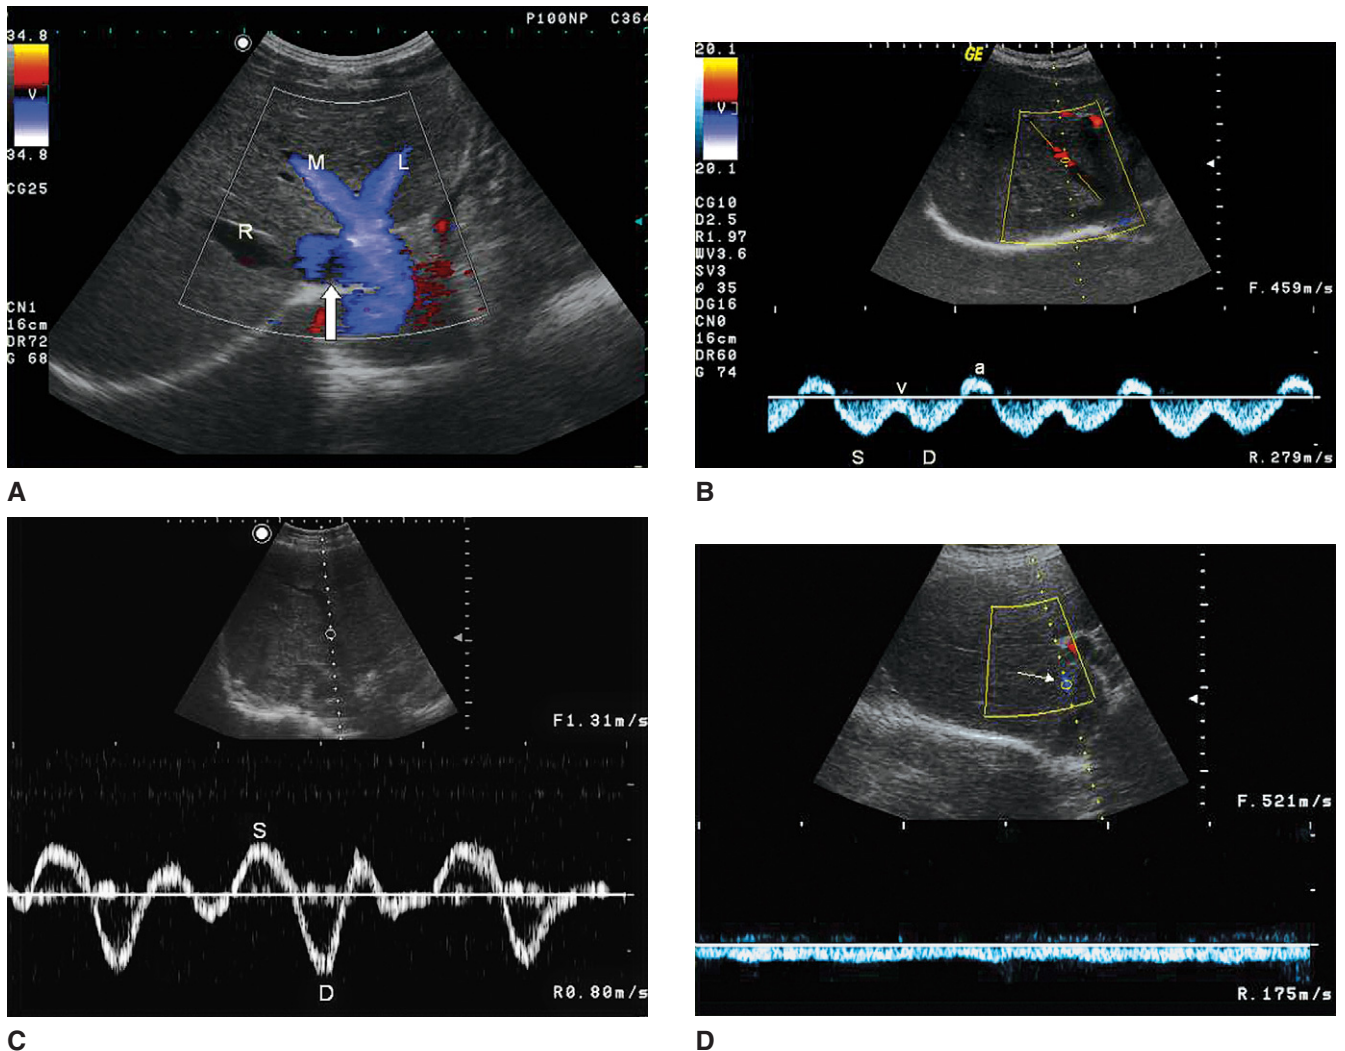 P100NP C364
34.8
V
34.8
CG25
CN1
16cm
DR72
G 68
M
L
R
A
20.1
GE
V
20.1
CG10
D2.5
R1.97
WV3.6
SV3
θ 35
DG16
CN0
16cm
DR60
G 74
F.459m/s
a
V
S D
R.279m/s
B
F1.31m/s
S
D
R0.80m/s
C
F.521m/s
R.175m/s
D